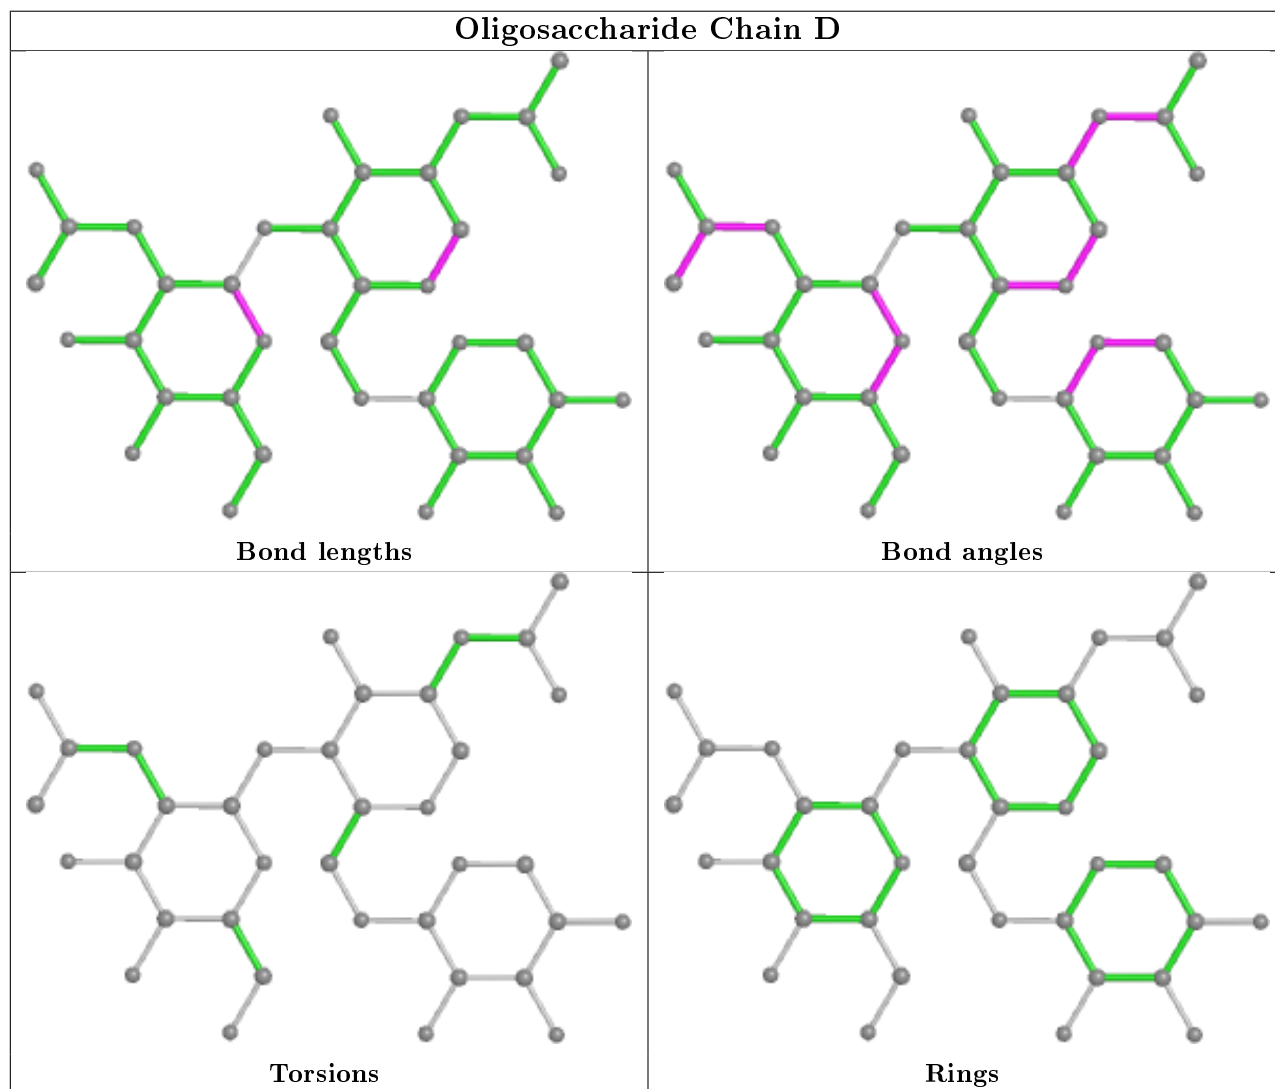 Oligosaccharide Chain D
Bond lengths
Bond angles
Torsions
Rings